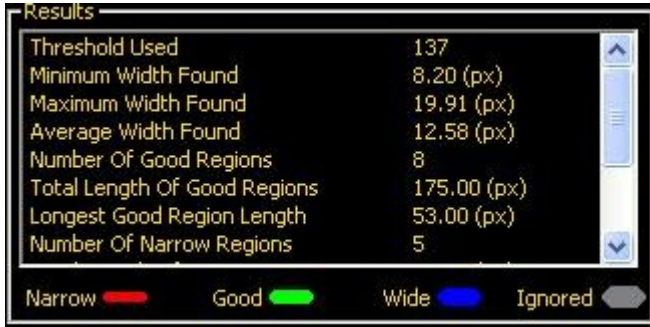 Results
Threshold Used 137
Minimum Width Found 8.20 (px)
Maximum Width Found 19.91 (px)
Average Width Found 12.58 (px)
Number Of Good Regions 8
Total Length Of Good Regions 175.00 (px)
Longest Good Region Length 53.00 (px)
Number Of Narrow Regions 5
Narrow Good Wide Ignored